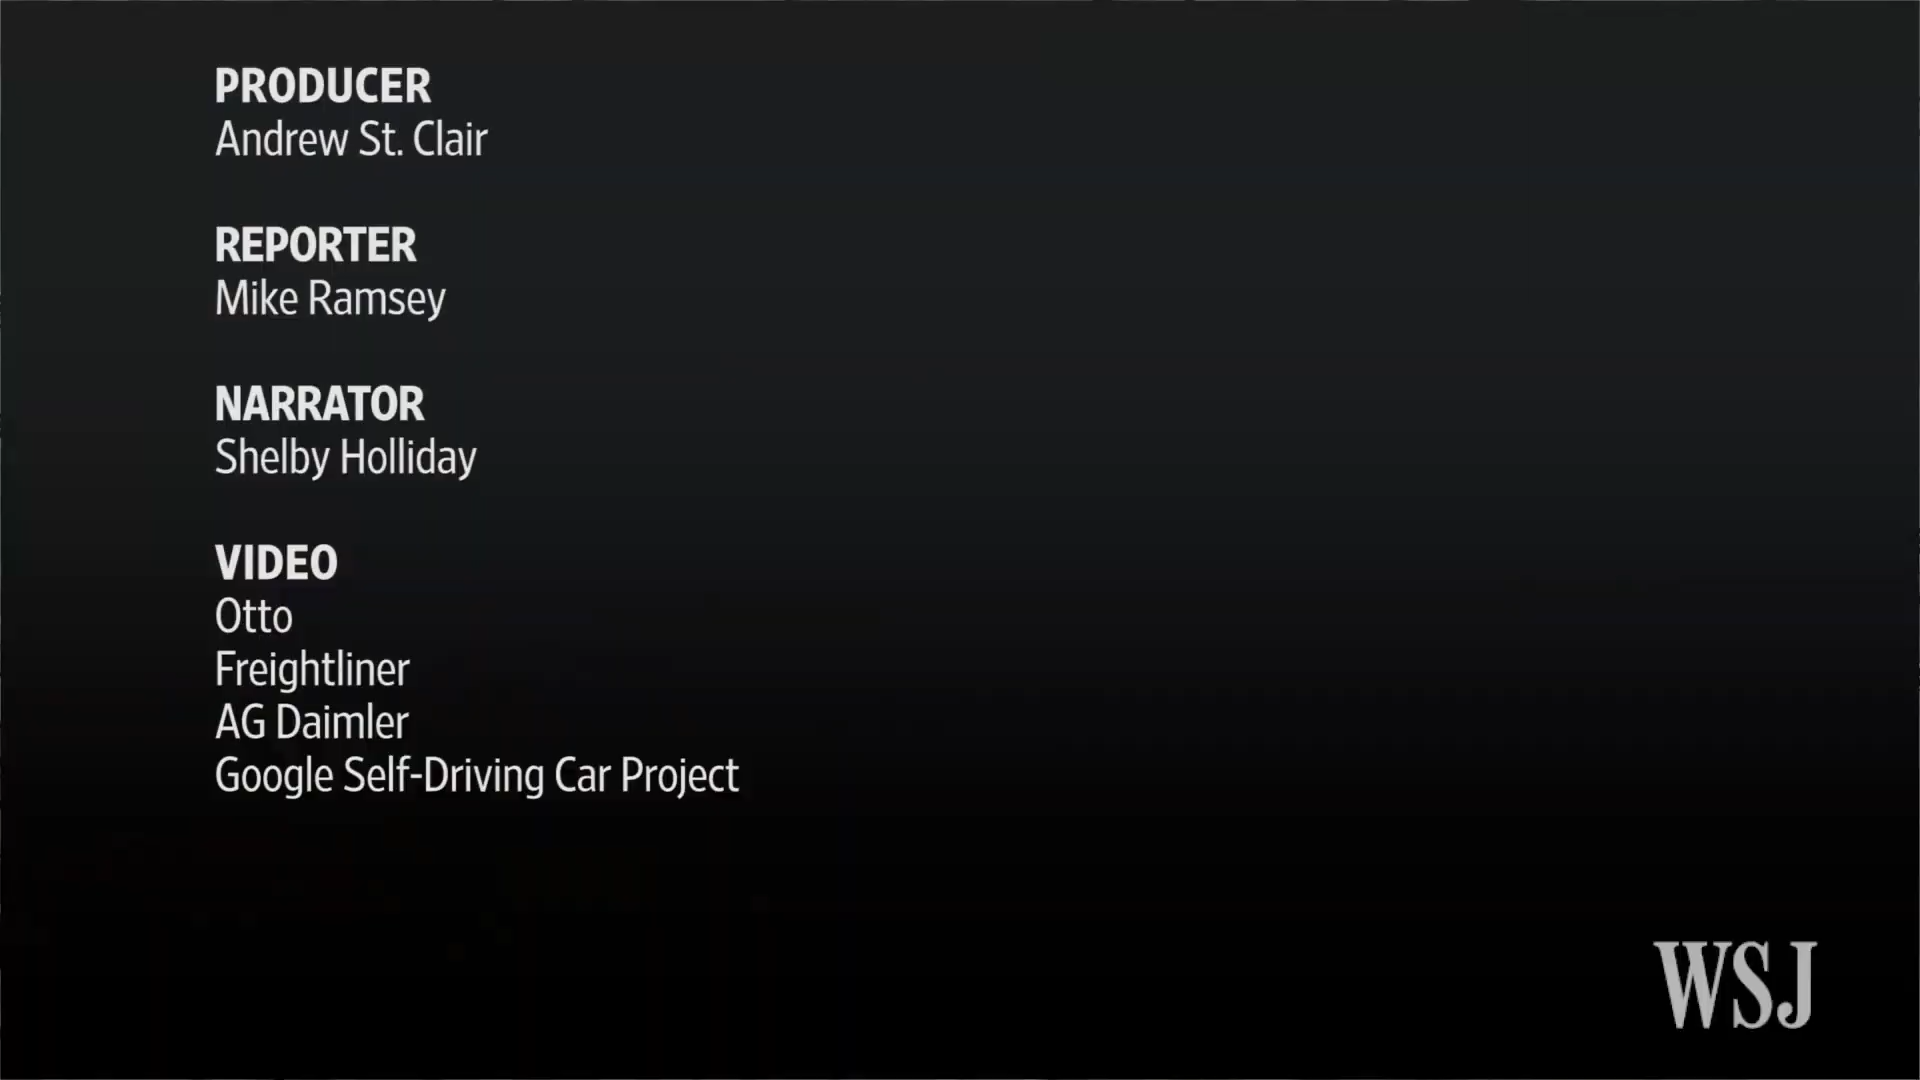 PRODUCER
Andrew St. Clair
REPORTER
Mike Ramsey
NARRATOR
Shelby Holliday
VIDEO
Otto
Freightliner
AG Daimler
Google Self-Driving Car Project
WSJ